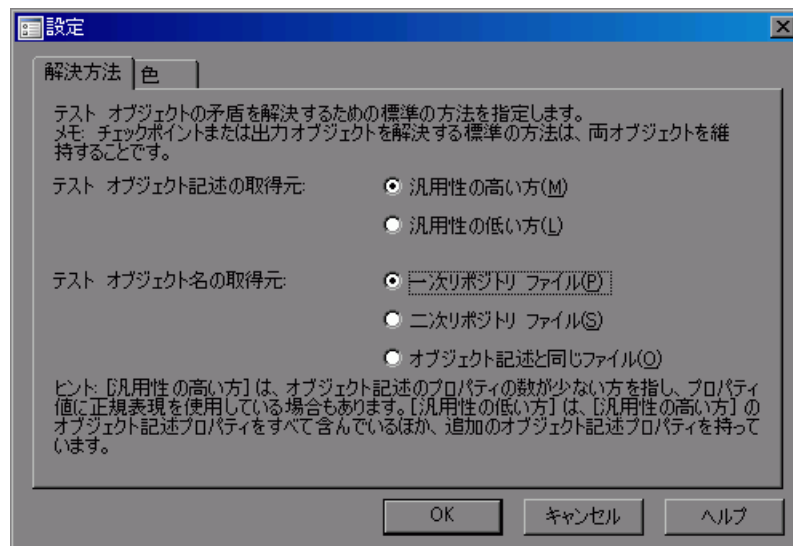 設定
解決方法 色
テスト オブジェクトの矛盾を解決するための標準の方法を指定します。
メモ: チェックポイントまたは出力オブジェクトを解決する標準の方法は、両オブジェクトを維
持することです。
テスト オブジェクト記述の取得元: 汎用性の高い方(M)
汎用性の低い方(L)
テスト オブジェクト名の取得元: 一次リポジトリ ファイル(P)
二次リポジトリ ファイル(S)
オブジェクト記述と同じファイル(O)
ヒント: [汎用性の高い方] は、オブジェクト記述のプロパティの数が少ない方を指し、プロパティ
値に正規表現を使用している場合もあります。[汎用性の低い方] は、[汎用性の高い方] の
オブジェクト記述プロパティをすべて含んでいるほか、追加のオブジェクト記述プロパティを持って
います。
OK キャンセル ヘルプ